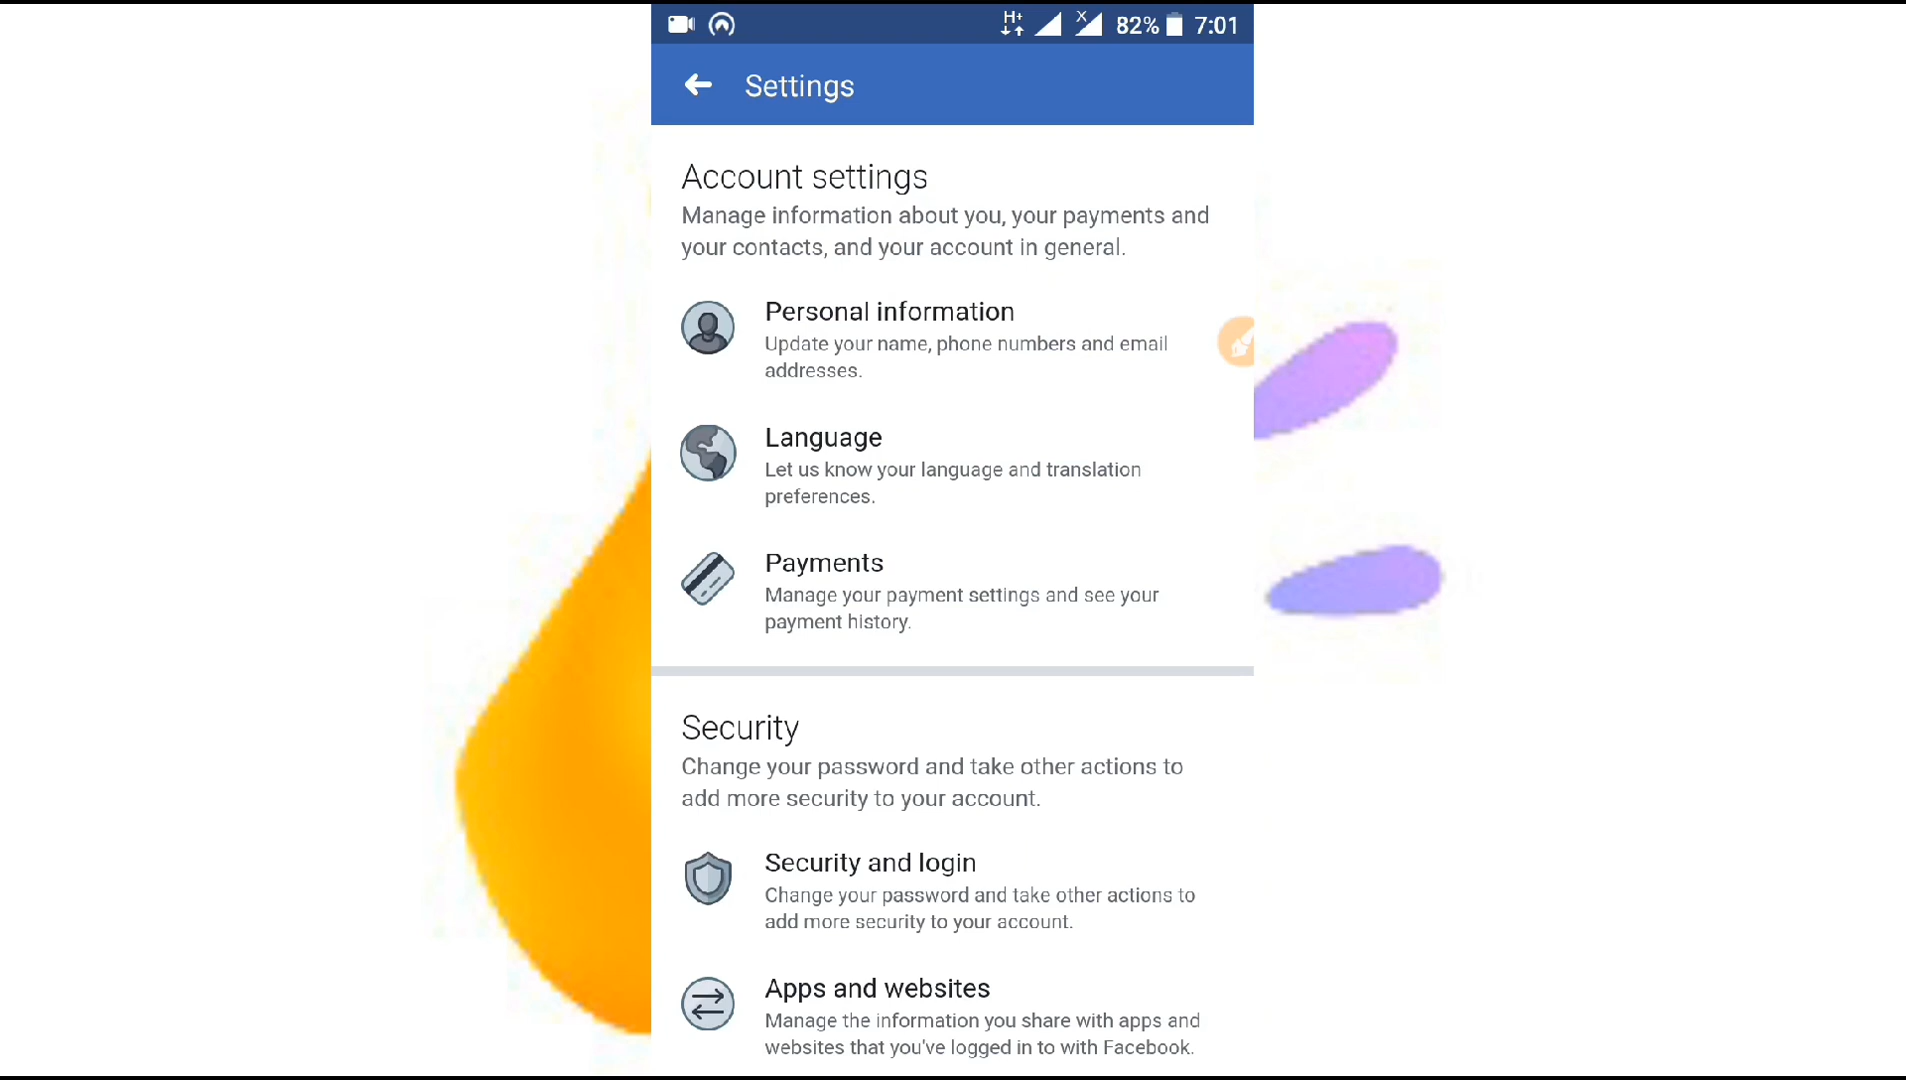 H+ X 82% 7:01
Settings
Account settings
Manage information about you, your payments and
your contacts, and your account in general.
Personal information
Update your name, phone numbers and email
addresses.
Language
Let us know your language and translation
preferences.
Payments
Manage your payment settings and see your
payment history.
Security
Change your password and take other actions to
add more security to your account.
Security and login
Change your password and take other actions to
add more security to your account.
Apps and websites
Manage the information you share with apps and
websites that you've logged in to with Facebook.